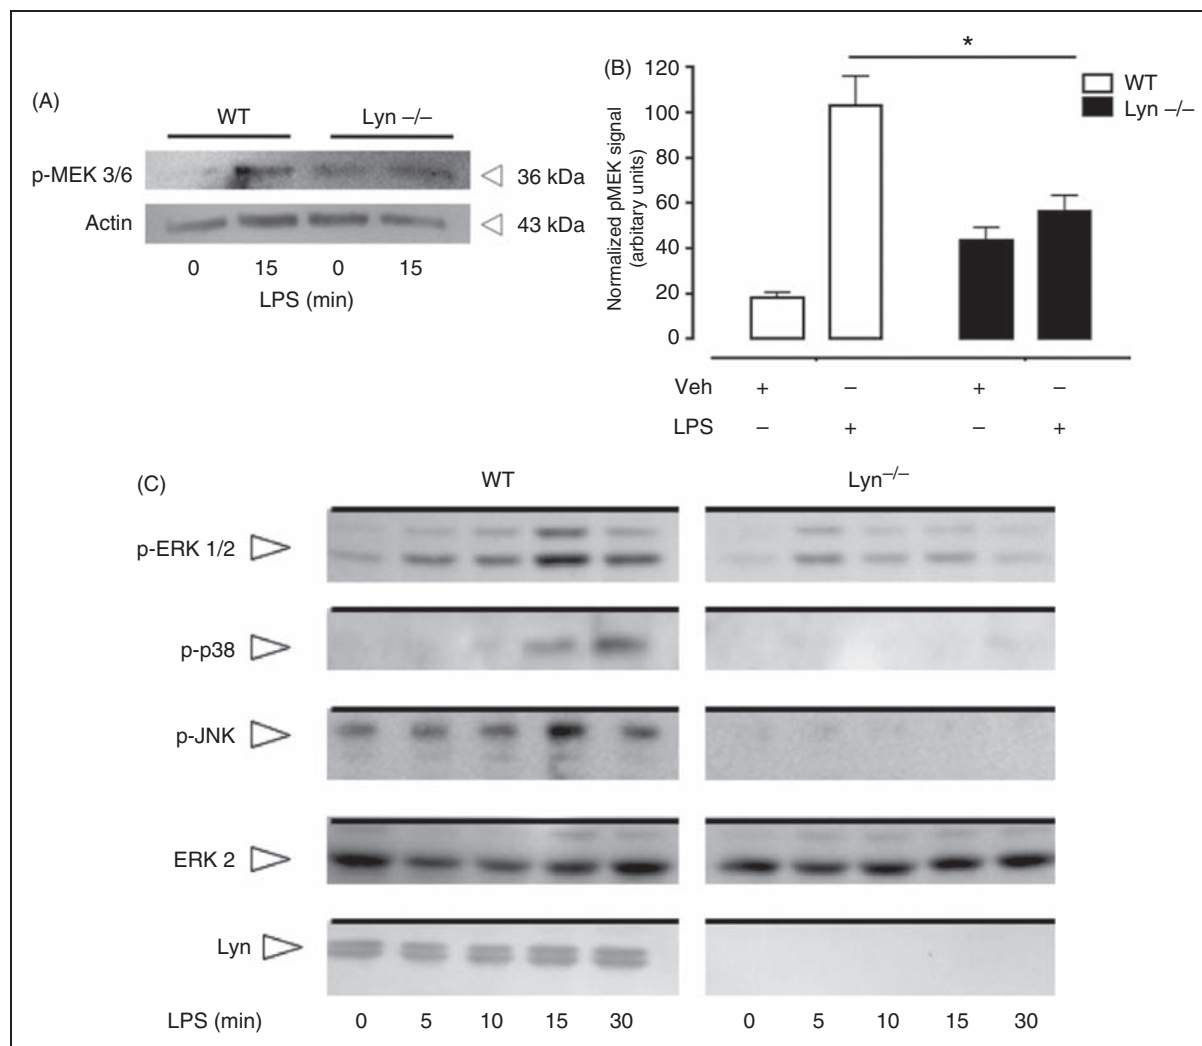 (A)
WT Lyn –/–
p-MEK 3/6 36 kDa
Actin 43 kDa
0 15 0 15
LPS (min)
(B)
*
120
100
80
60
40
20
0
Normalized pMEK signal
(arbitary units)
WT
Lyn –/–
Veh + – + –
LPS – + – +
(C)
WT Lyn–/–
p-ERK 1/2
p-p38
p-JNK
ERK 2
Lyn
LPS (min) 0 5 10 15 30 0 5 10 15 30